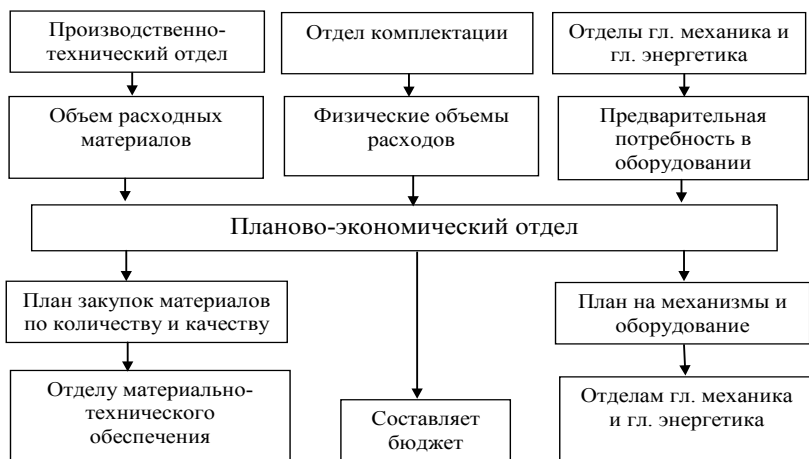 Производственно-
технический отдел
Отдел комплектации
Отделы гл. механика и
гл. энергетика
Объем расходных
материалов
Физические объемы
расходов
Предварительная
потребность в
оборудовании
Планово-экономический отдел
План закупок материалов
по количеству и качеству
План на механизмы и
оборудование
Отделу материально-
технического
обеспечения
Составляет
бюджет
Отделам гл. механика
и гл. энергетика